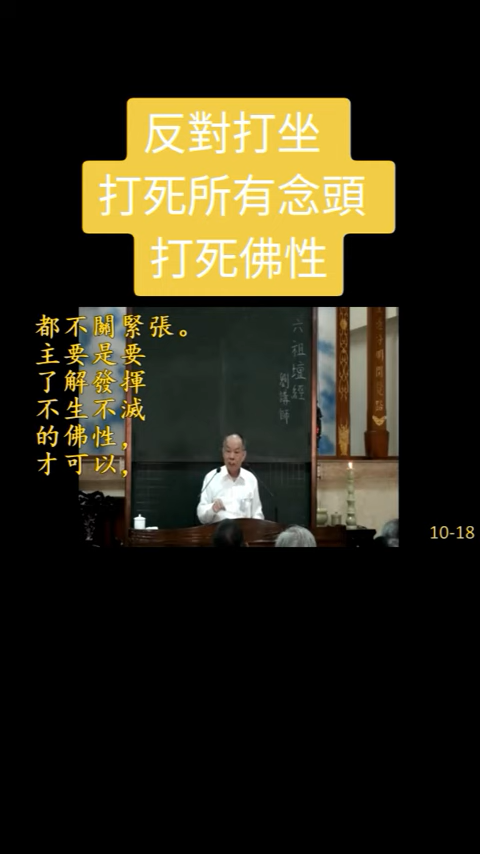 反對打坐
打死所有念頭
打死佛性
都不關緊張。
主要是要
了解發揮
不生不滅
的佛性，
才可以，
六祖壇經
劉講師
10-18